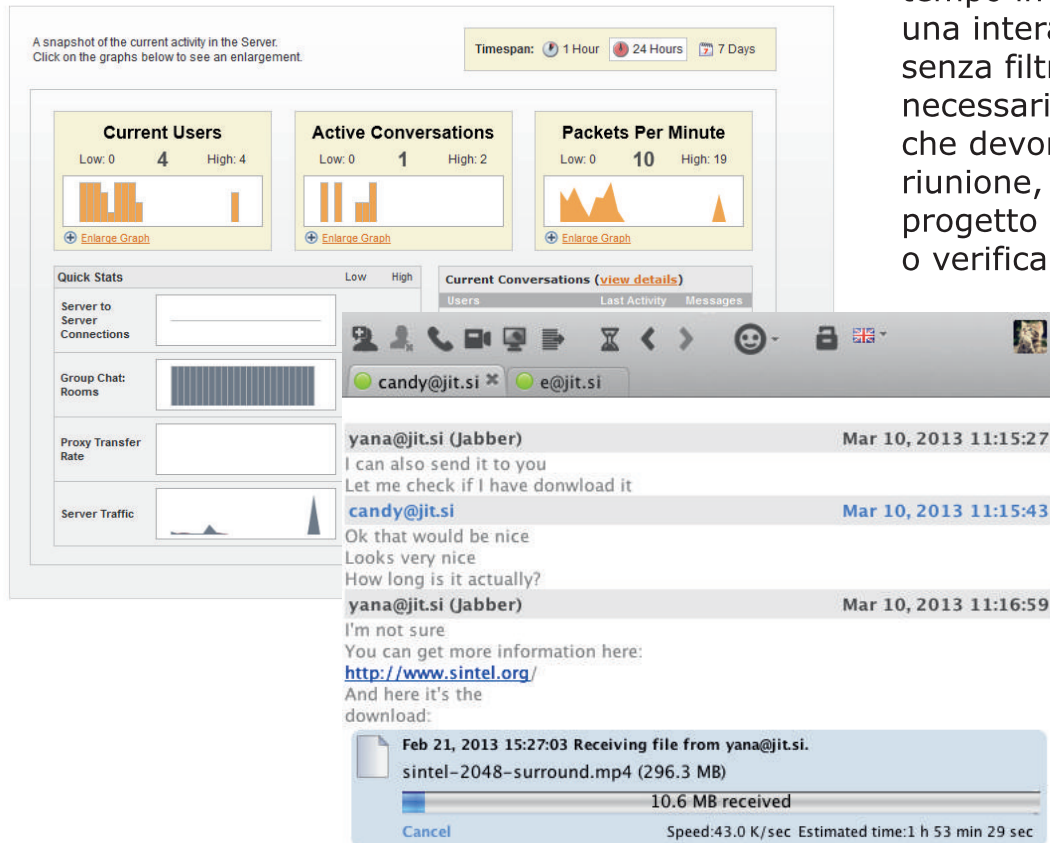 A snapshot of the current activity in the Server.
Click on the graphs below to see an enlargement.
Timespan: 1 Hour 24 Hours 7 Days
Current Users
Low: 0 4 High: 4
Enlarge Graph
Active Conversations
Low: 0 1 High: 2
Enlarge Graph
Packets Per Minute
Low: 0 10 High: 19
Enlarge Graph
Quick Stats Low High
Server to
Server
Connections
Group Chat:
Rooms
Proxy Transfer
Rate
Server Traffic
Current Conversations (view details)
Users Last Activity Messages
una
senza
che
riunione,
progetto
o verifica
candy@jit.si e@jit.si
yana@jit.si (Jabber) Mar 10, 2013 11:15:27
I can also send it to you
Let me check if I have donwload it
candy@jit.si Mar 10, 2013 11:15:43
Ok that would be nice
Looks very nice
How long is it actually?
yana@jit.si (Jabber) Mar 10, 2013 11:16:59
I'm not sure
You can get more information here:
http://www.sintel.org/
And here it's the
download:
Feb 21, 2013 15:27:03 Receiving file from yana@jit.si.
sintel-2048-surround.mp4 (296.3 MB)
10.6 MB received
Cancel Speed:43.0 K/sec Estimated time:1 h 53 min 29 sec